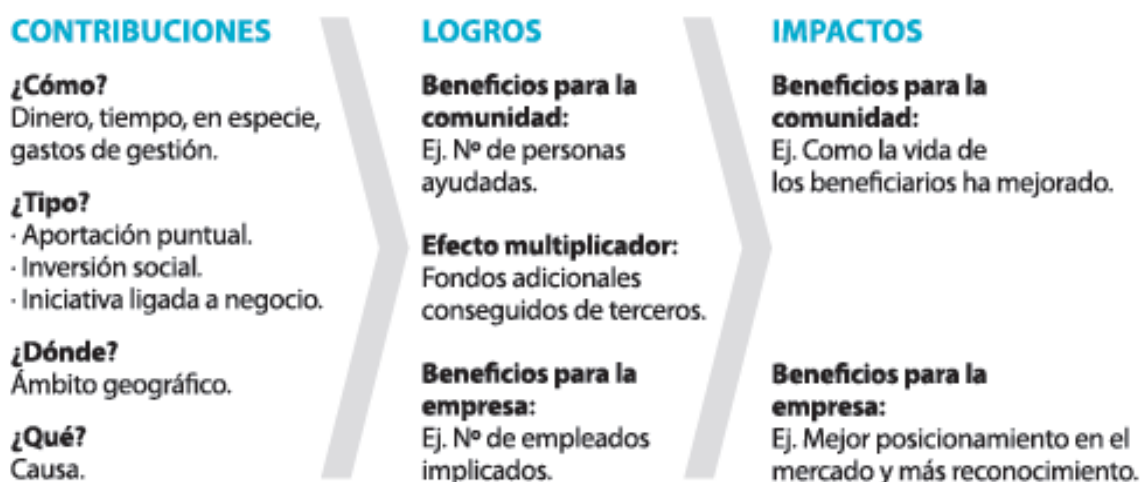 CONTRIBUCIONES
¿Cómo?
Dinero, tiempo, en especie,
gastos de gestión.
¿Tipo?
· Aportación puntual.
· Inversión social.
· Iniciativa ligada a negocio.
¿Dónde?
Ámbito geográfico.
¿Qué?
Causa.
LOGROS
Beneficios para la
comunidad:
Ej. Nº de personas
ayudadas.
Efecto multiplicador:
Fondos adicionales
conseguidos de terceros.
Beneficios para la
empresa:
Ej. Nº de empleados
implicados.
IMPACTOS
Beneficios para la
comunidad:
Ej. Como la vida de
los beneficiarios ha mejorado.
Beneficios para la
empresa:
Ej. Mejor posicionamiento en el
mercado y más reconocimiento.